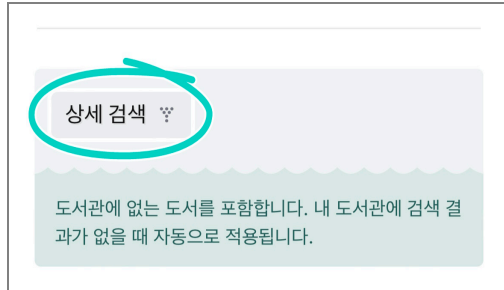 상세 검색
도서관에 없는 도서를 포함합니다. 내 도서관에 검색 결
과가 없을 때 자동으로 적용됩니다.